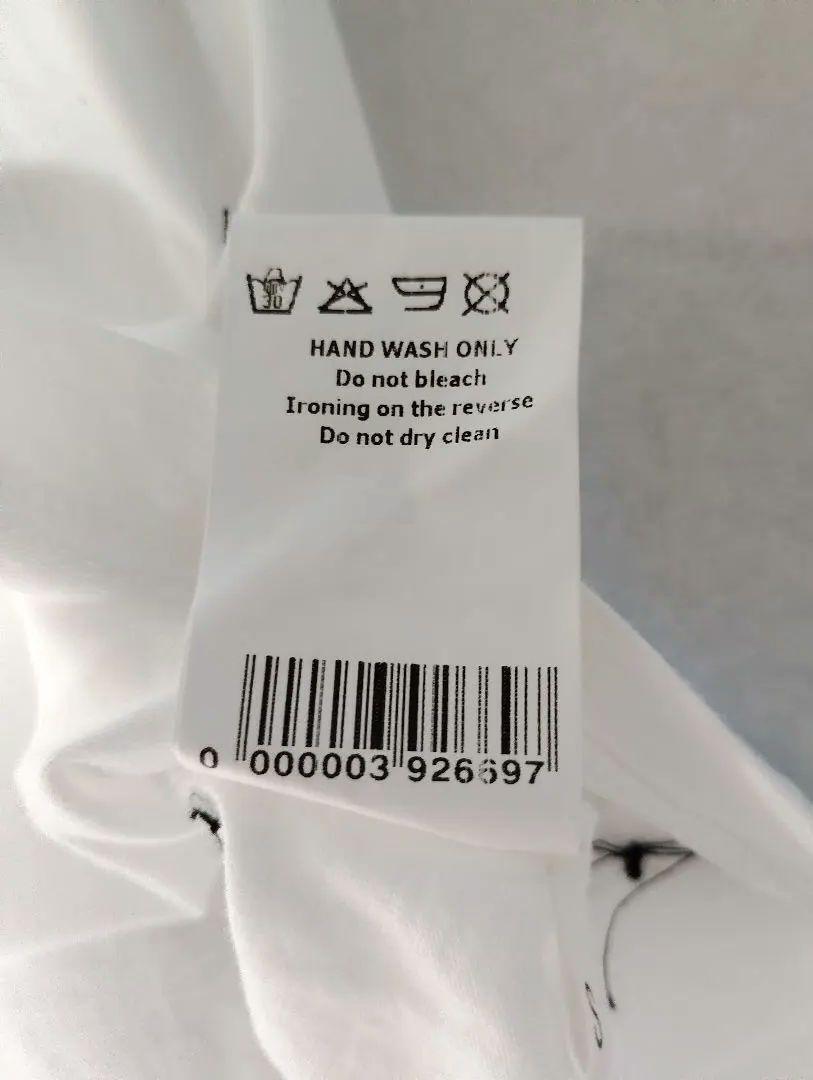 30
HAND WASH ONLY
Do not bleach
Ironing on the reverse
Do not dry clean
0 000003 926697